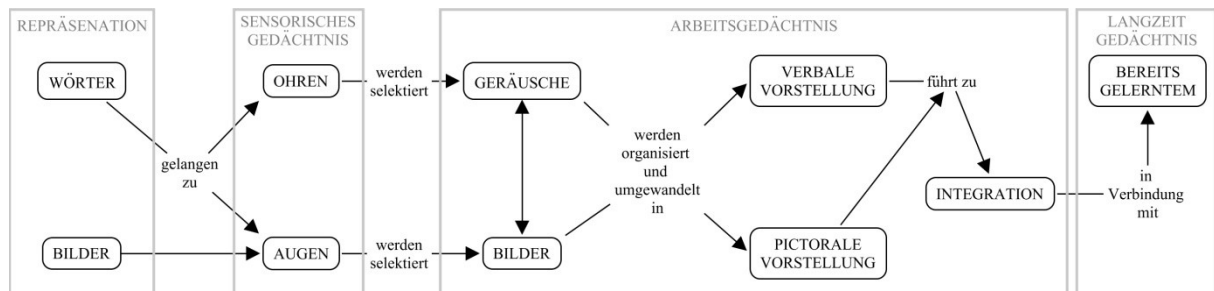 REPRÄSENATION
WÖRTER
BILDER
gelangen
zu
SENSORISCHES
GEDÄCHTNIS
OHREN
AUGEN
werden
selektiert
werden
selektiert
ARBEITSGEDÄCHTNIS
GERÄUSCHE
BILDER
werden
organisiert
und
umgewandelt
in
VERBALE
VORSTELLUNG
PICTORALE
VORSTELLUNG
führt zu
INTEGRATION
LANGZEIT
GEDÄCHTNIS
BEREITS
GELERNTEM
in
Verbindung
mit